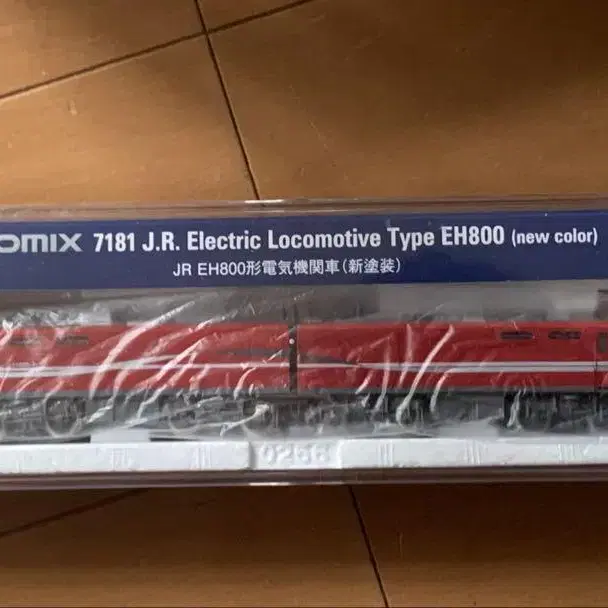 OMIX 7181 J.R. Electric Locomotive Type EH800 (new color)
JR EH800形電気機関車(新塗装)
0266